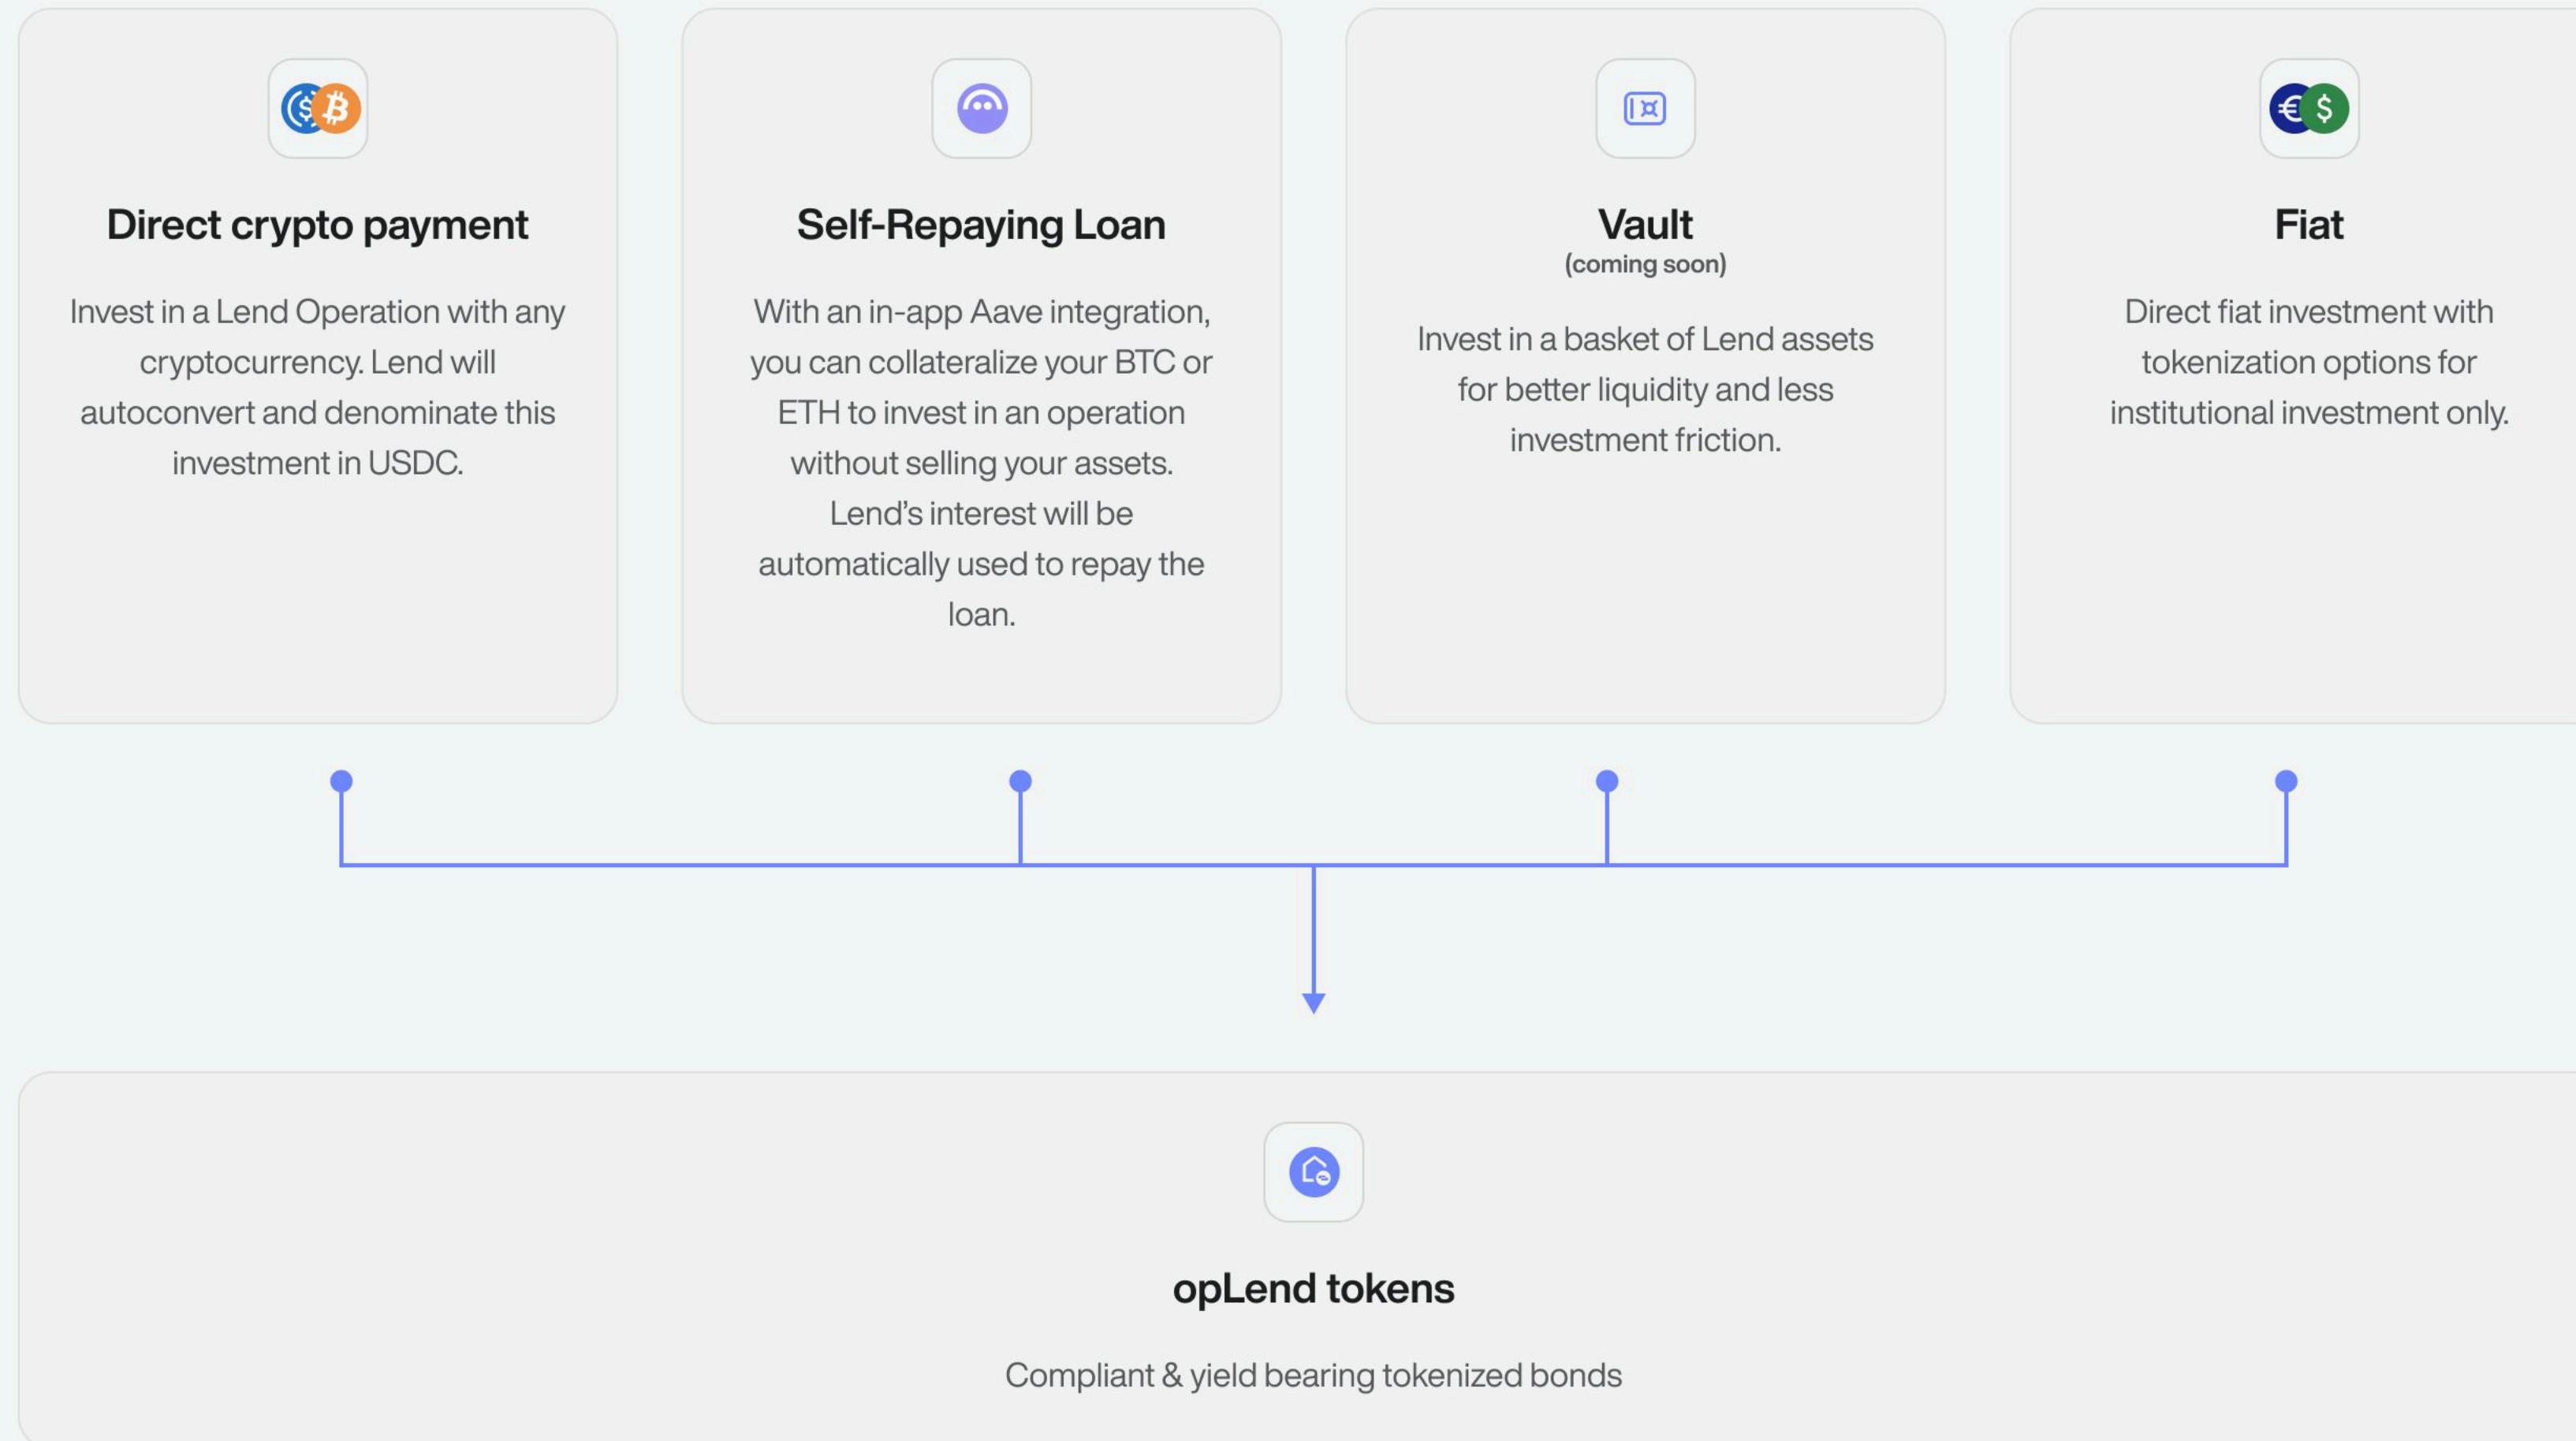 Direct crypto payment
Invest in a Lend Operation with any
cryptocurrency. Lend will
autoconvert and denominate this
investment in USDC.
Self-Repaying Loan
With an in-app Aave integration,
you can collateralize your BTC or
ETH to invest in an operation
without selling your assets.
Lend’s interest will be
automatically used to repay the
loan.
Vault
(coming soon)
Invest in a basket of Lend assets
for better liquidity and less
investment friction.
Fiat
Direct fiat investment with
tokenization options for
institutional investment only.
opLend tokens
Compliant & yield bearing tokenized bonds